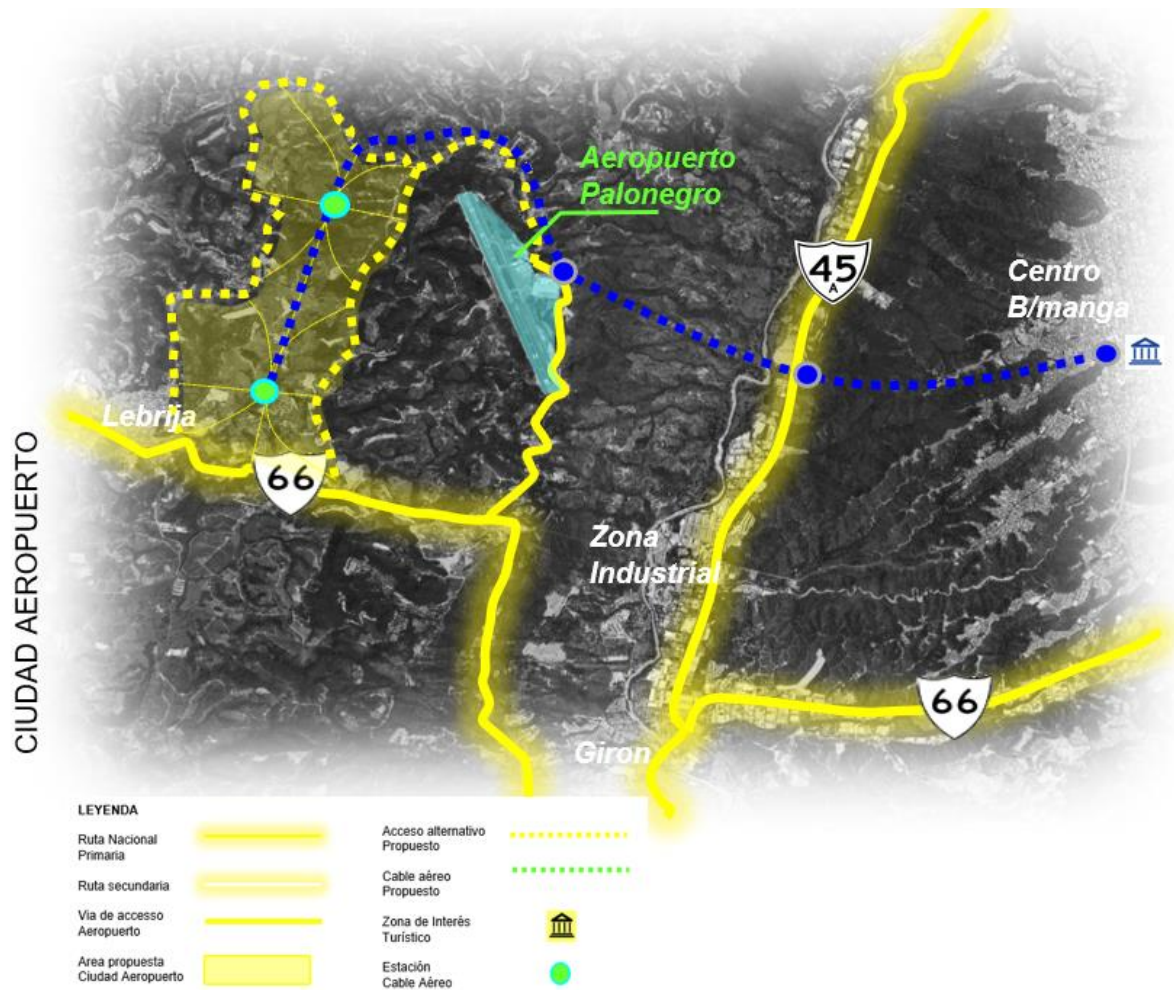 Aeropuerto
Palonegro
45
A
Centro
B/manga
Lebrija
66
Zona
Industrial
66
Giron
CIUDAD AEROPUERTO
LEYENDA
Ruta Nacional
Primaria
Ruta secundaria
Via de accesso
Aeropuerto
Area propuesta
Ciudad Aeropuerto
Acceso alternativo
Propuesto
Cable aéreo
Propuesto
Zona de Interés
Turístico
Estación
Cable Aéreo